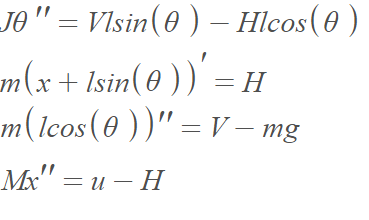 Jθ″ = Vlsin(θ) − Hlcos(θ)
m(x + lsin(θ))′ = H
m(lcos(θ))″ = V − mg
Mx″ = u − H